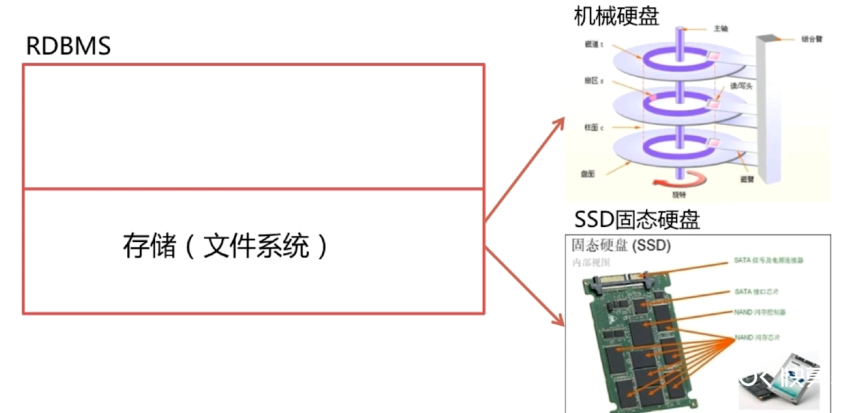 机械硬盘
RDBMS
主轴
磁道 t
组合臂
扇区 s
读/写头
柱面 c
盘面
磁臂
旋转
存储（文件系统）
SSD固态硬盘
固态硬盘 (SSD)
内部视图
SATA 信号及电源连接器
SATA 接口芯片
NAND 闪存控制器
NAND 闪存芯片